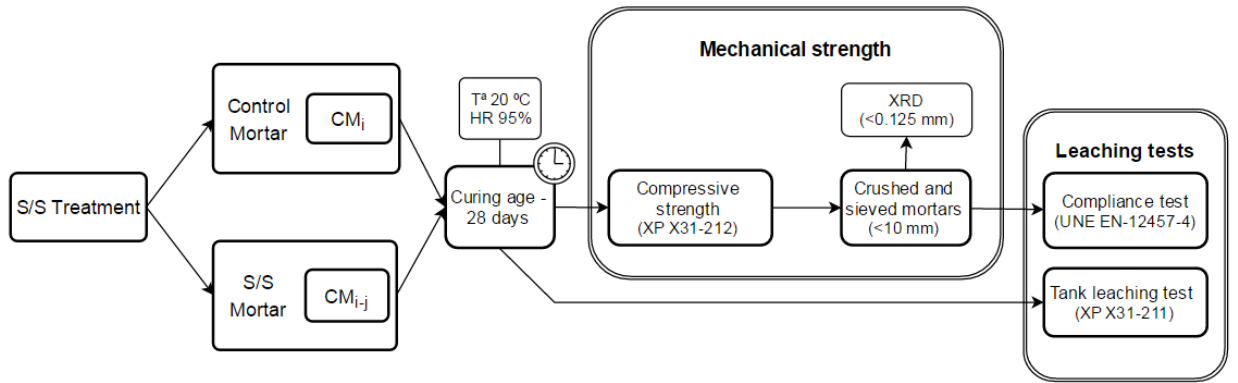 S/S Treatment
Control
Mortar
CMi
S/S
Mortar
CMi-j
Tª 20 ºC
HR 95%
Curing age -
28 days
Mechanical strength
Compressive
strength
(XP X31-212)
XRD
(<0.125 mm)
Crushed and
sieved mortars
(<10 mm)
Leaching tests
Compliance test
(UNE EN-12457-4)
Tank leaching test
(XP X31-211)